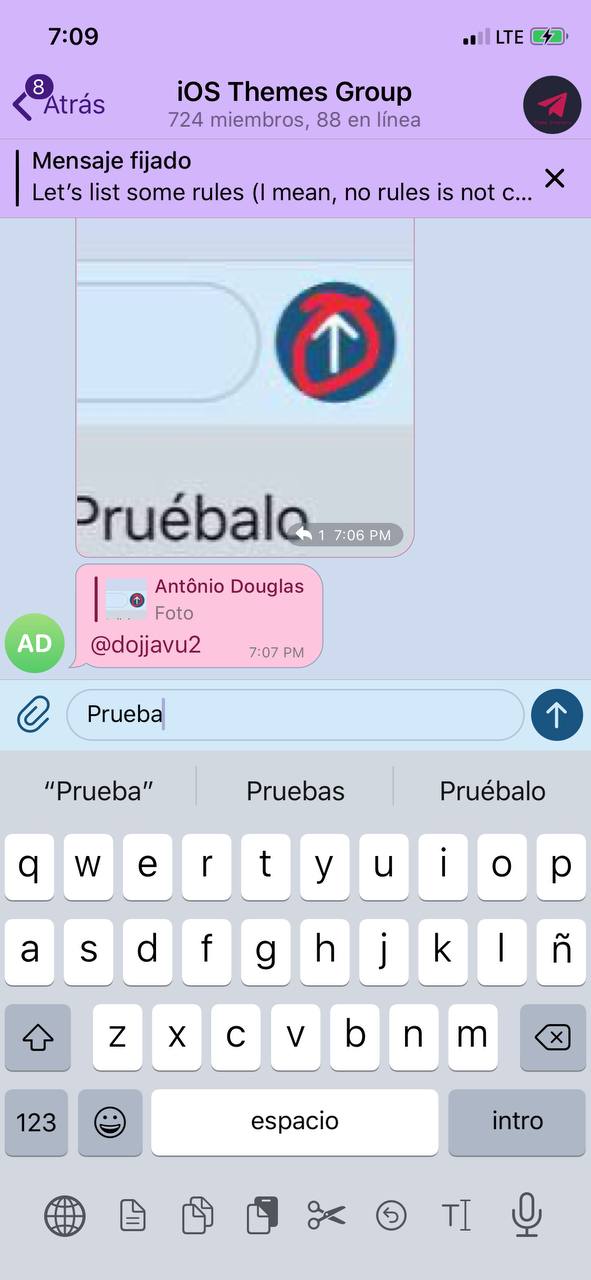 7:09
LTE
8
Atrás
iOS Themes Group
724 miembros, 88 en línea
Mensaje fijado
Let’s list some rules (I mean, no rules is not c...
Pruébalo
1 7:06 PM
Antônio Douglas
Foto
@dojjavu2
7:07 PM
AD
Prueba
“Prueba” Pruebas Pruébalo
q w e r t y u i o p
a s d f g h j k l ñ
z x c v b n m
123 espacio intro
T